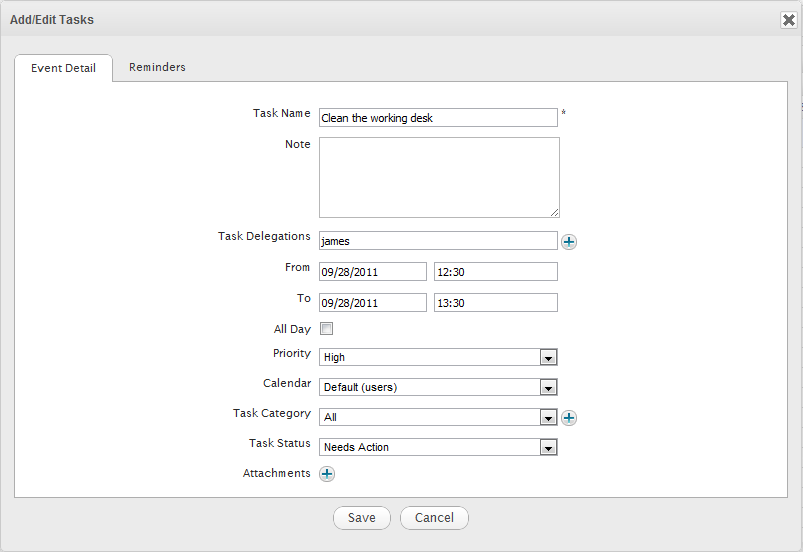 Add/Edit Tasks
Event Detail Reminders
Task Name Clean the working desk *
Note
Task Delegations james
From 09/28/2011 12:30
To 09/28/2011 13:30
All Day
Priority High
Calendar Default (users)
Task Category All
Task Status Needs Action
Attachments
Save Cancel